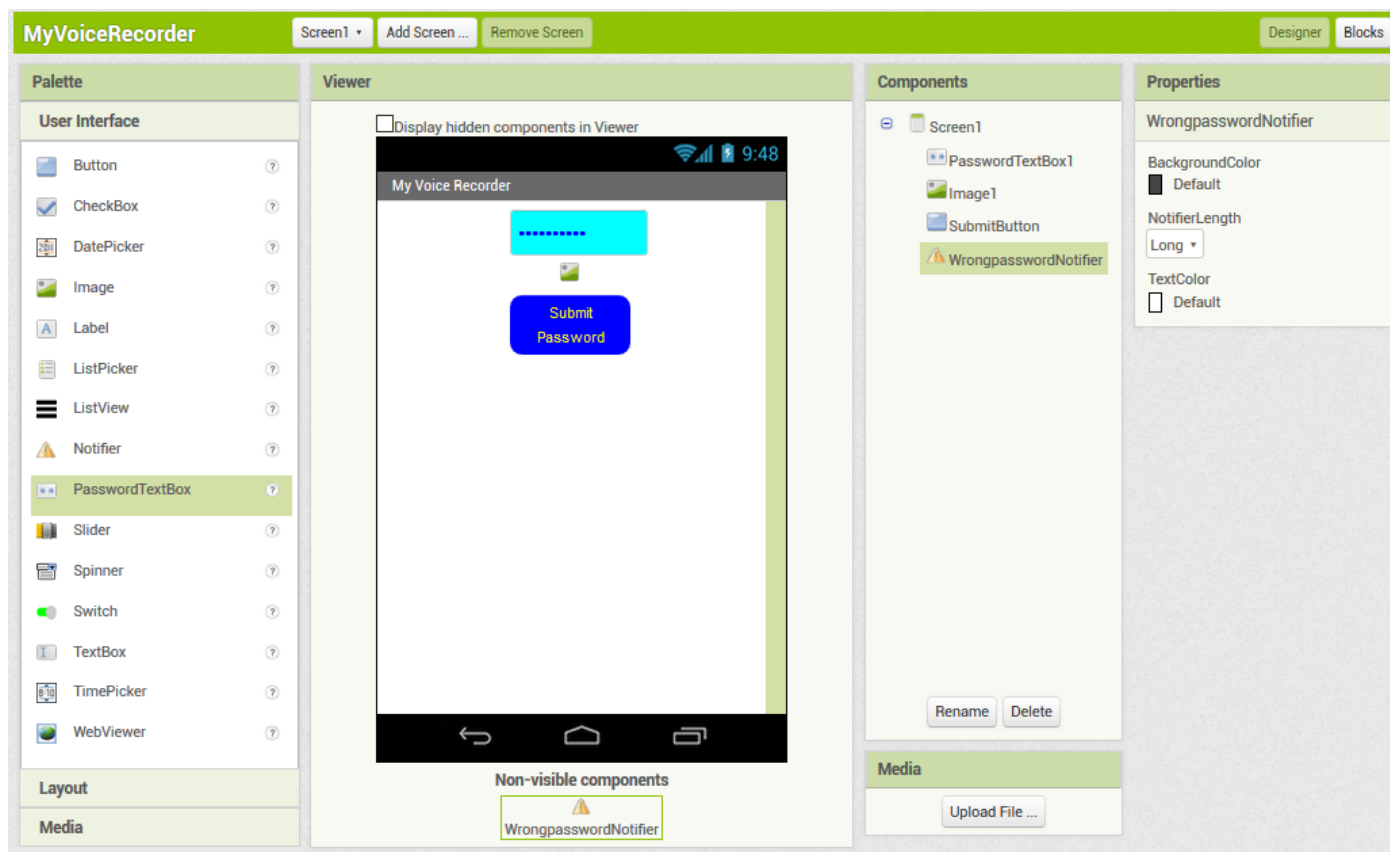 MyVoiceRecorder
Screen1
Add Screen ...
Remove Screen
Designer
Blocks
Palette
User Interface
Button
?
CheckBox
?
DatePicker
?
Image
?
Label
?
ListPicker
?
ListView
?
Notifier
?
PasswordTextBox
?
Slider
?
Spinner
?
Switch
?
TextBox
?
TimePicker
?
WebViewer
?
Layout
Media
Viewer
Display hidden components in Viewer
9:48
My Voice Recorder
••••••••••
Submit
Password
Non-visible components
WrongpasswordNotifier
Components
Screen1
PasswordTextBox1
Image1
SubmitButton
WrongpasswordNotifier
Rename
Delete
Media
Upload File ...
Properties
WrongpasswordNotifier
BackgroundColor
Default
NotifierLength
Long
TextColor
Default